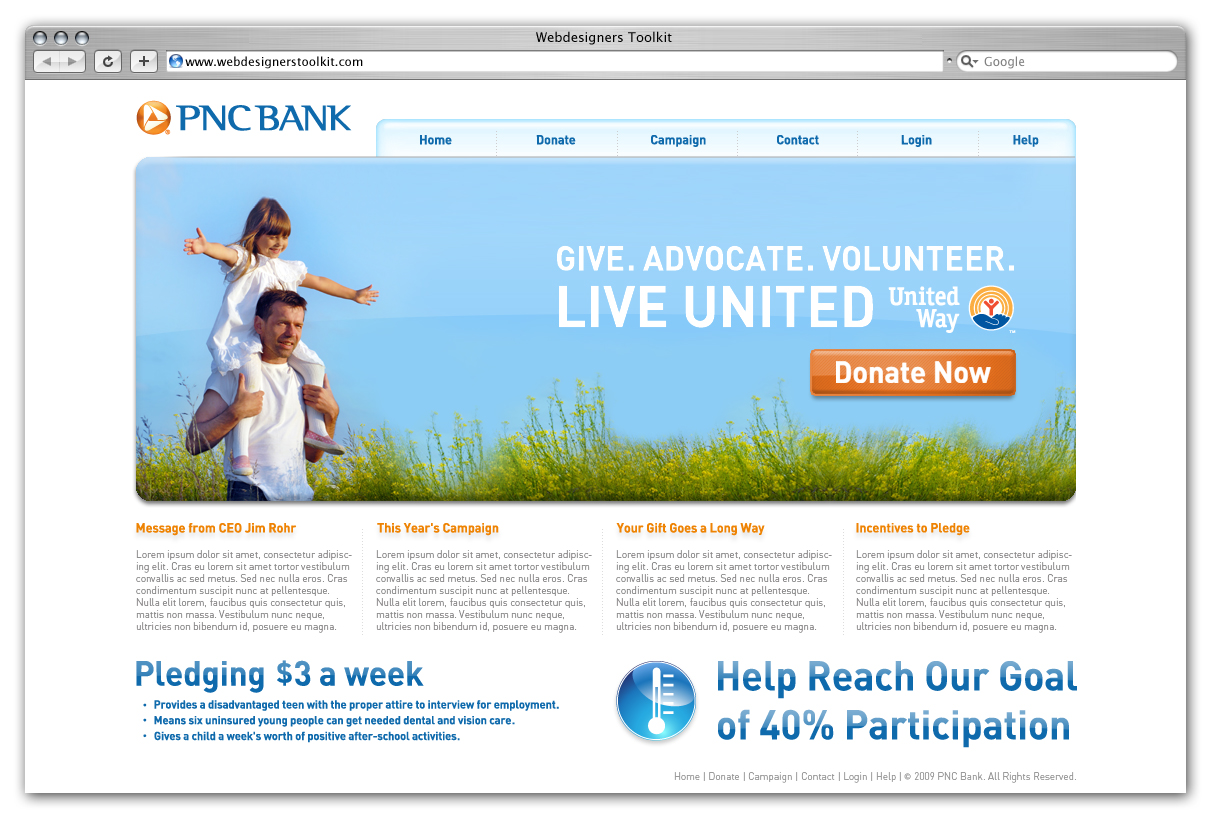 Webdesigners Toolkit
www.webdesignerstoolkit.com
Google
PNC BANK
Home Donate Campaign Contact Login Help
GIVE. ADVOCATE. VOLUNTEER.
LIVE UNITED
United
Way
TM
Donate Now
Message from CEO Jim Rohr
Lorem ipsum dolor sit amet, consectetur adipisc-
ing elit. Cras eu lorem sit amet tortor vestibulum
convallis ac sed metus. Sed nec nulla eros. Cras
condimentum suscipit nunc at pellentesque.
Nulla elit lorem, faucibus quis consectetur quis,
mattis non massa. Vestibulum nunc neque,
ultricies non bibendum id, posuere eu magna.
This Year's Campaign
Lorem ipsum dolor sit amet, consectetur adipisc-
ing elit. Cras eu lorem sit amet tortor vestibulum
convallis ac sed metus. Sed nec nulla eros. Cras
condimentum suscipit nunc at pellentesque.
Nulla elit lorem, faucibus quis consectetur quis,
mattis non massa. Vestibulum nunc neque,
ultricies non bibendum id, posuere eu magna.
Your Gift Goes a Long Way
Lorem ipsum dolor sit amet, consectetur adipisc-
ing elit. Cras eu lorem sit amet tortor vestibulum
convallis ac sed metus. Sed nec nulla eros. Cras
condimentum suscipit nunc at pellentesque.
Nulla elit lorem, faucibus quis consectetur quis,
mattis non massa. Vestibulum nunc neque,
ultricies non bibendum id, posuere eu magna.
Incentives to Pledge
Lorem ipsum dolor sit amet, consectetur adipisc-
ing elit. Cras eu lorem sit amet tortor vestibulum
convallis ac sed metus. Sed nec nulla eros. Cras
condimentum suscipit nunc at pellentesque.
Nulla elit lorem, faucibus quis consectetur quis,
mattis non massa. Vestibulum nunc neque,
ultricies non bibendum id, posuere eu magna.
Pledging $3 a week
• Provides a disadvantaged teen with the proper attire to interview for employment.
• Means six uninsured young people can get needed dental and vision care.
• Gives a child a week's worth of positive after-school activities.
Help Reach Our Goal
of 40% Participation
Home | Donate | Campaign | Contact | Login | Help | © 2009 PNC Bank. All Rights Reserved.